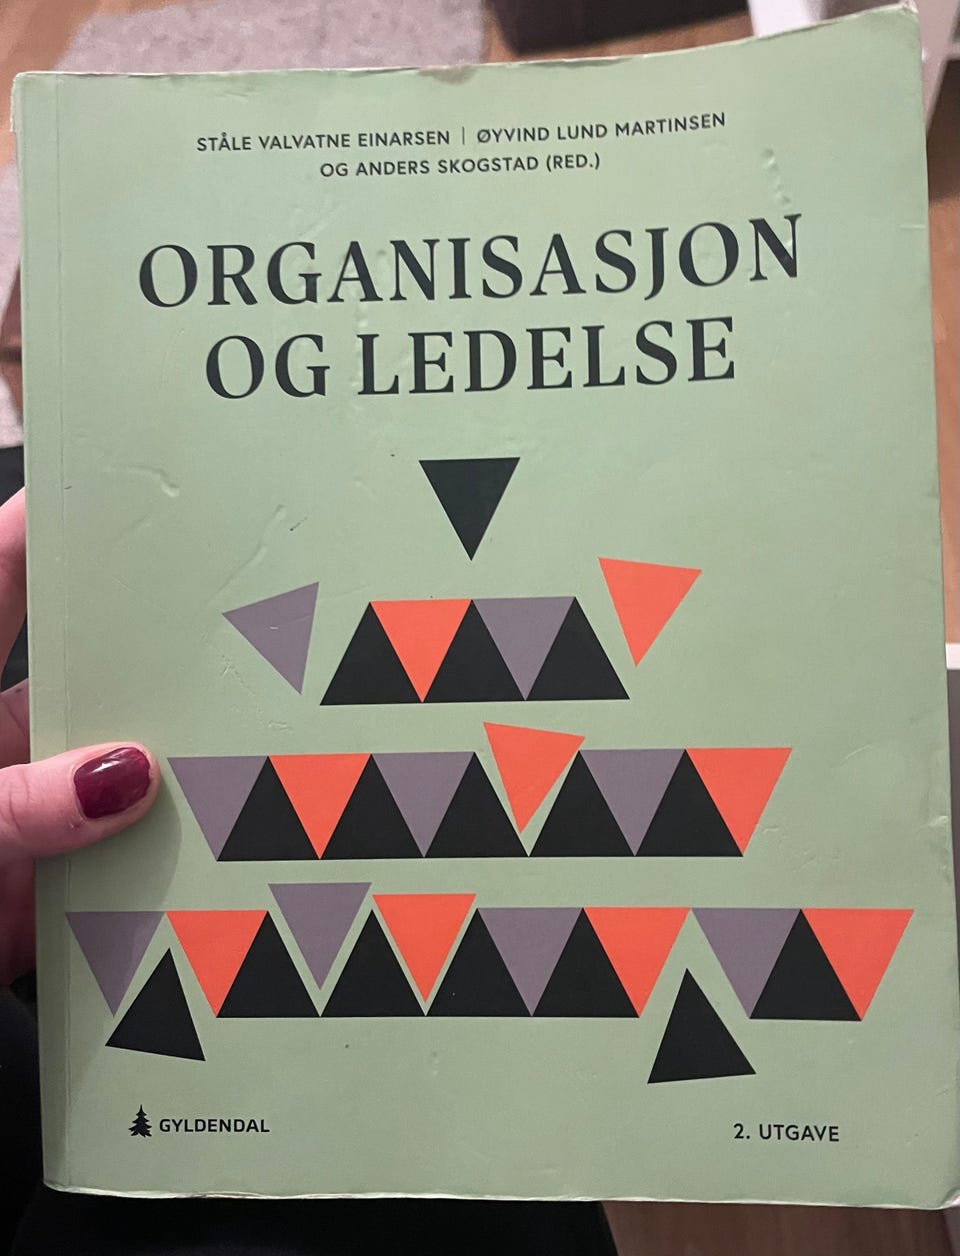 STÅLE VALVATNE EINARSEN | ØYVIND LUND MARTINSEN
OG ANDERS SKOGSTAD (RED.)
ORGANISASJON
OG LEDELSE
GYLDENDAL
2. UTGAVE